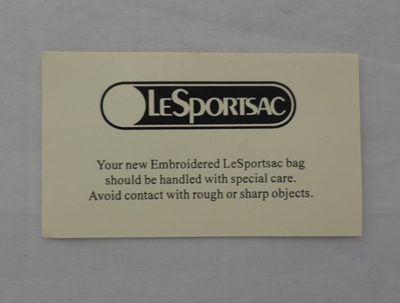 LESPORTSAC
Your new Embroidered LeSportsac bag
should be handled with special care.
Avoid contact with rough or sharp objects.